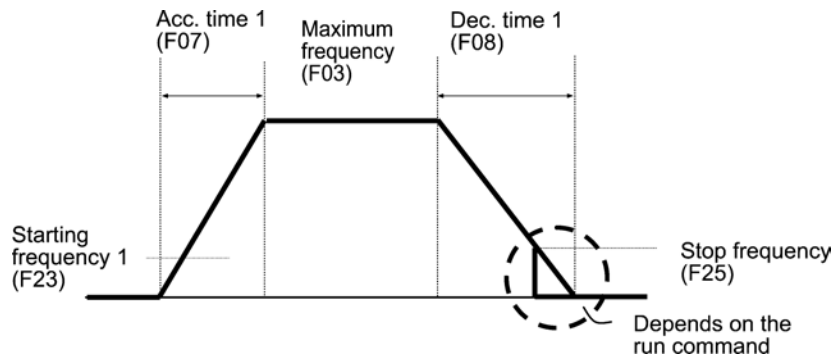 Acc. time 1
(F07)
Maximum
frequency
(F03)
Dec. time 1
(F08)
Starting
frequency 1
(F23)
Stop frequency
(F25)
Depends on the
run command